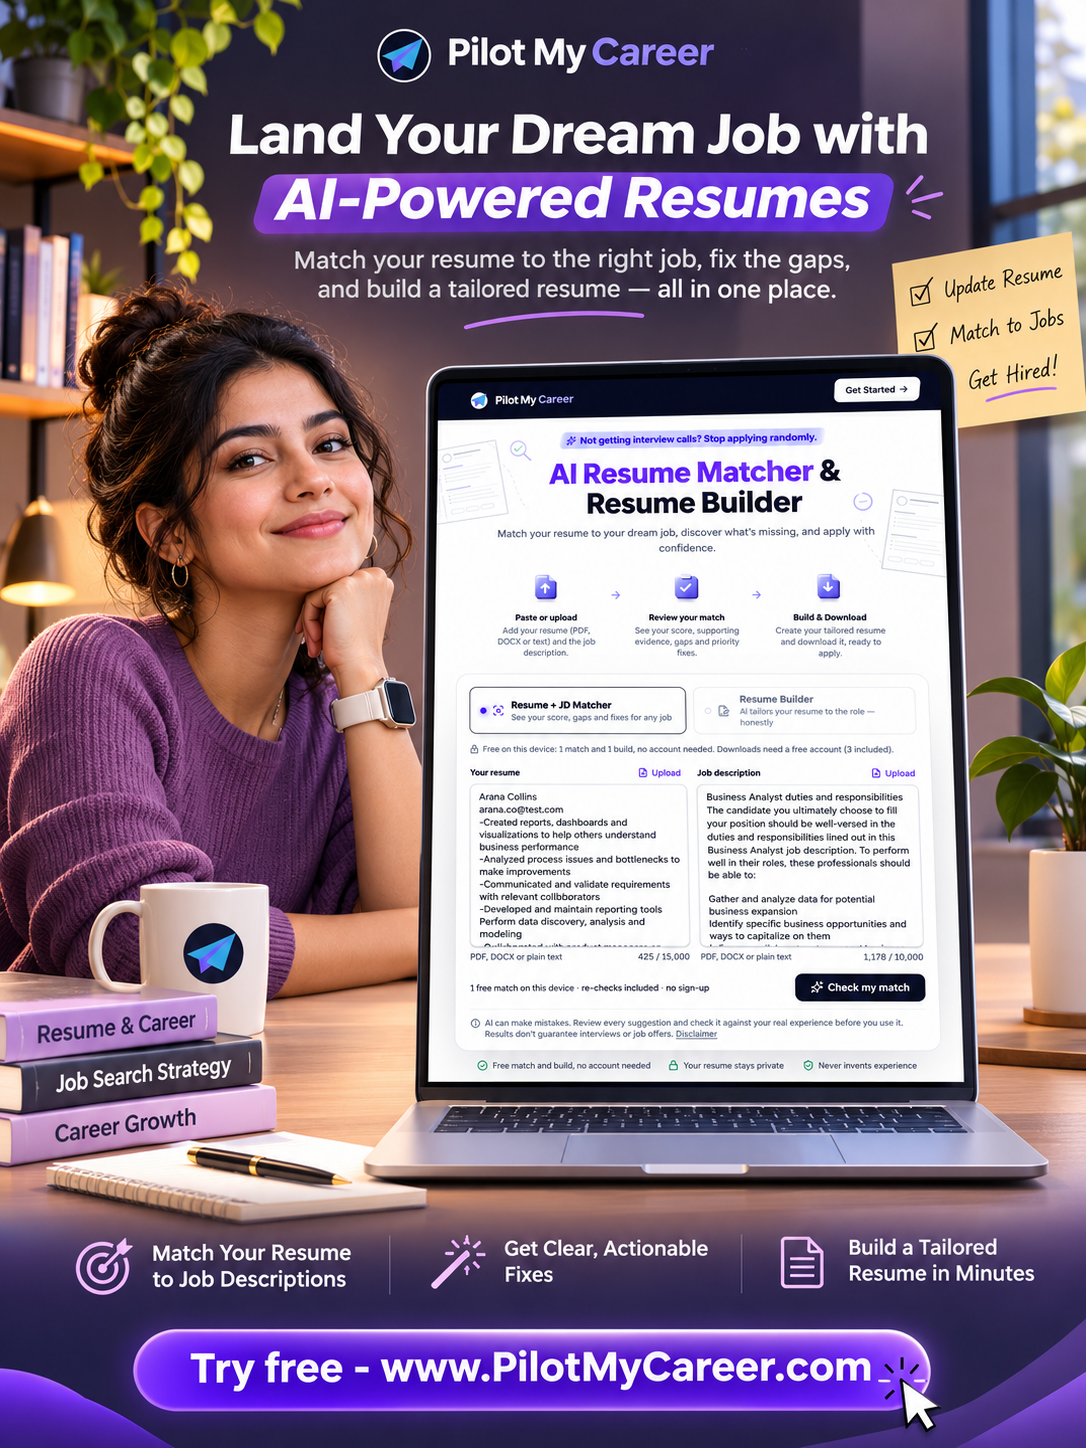 Pilot My Career
Land Your Dream Job with
AI-Powered Resumes
Match your resume to the right job, fix the gaps,
and build a tailored resume — all in one place.
Update Resume
Match to Jobs
Get Hired!
Pilot My Career
Get Started →
Not getting interview calls? Stop applying randomly.
AI Resume Matcher &
Resume Builder
Match your resume to your dream job, discover what's missing, and apply with
confidence.
Paste or upload
Add your resume (PDF,
DOCX or text) and the job
description.
Review your match
See your score, supporting
evidence, gaps and priority
fixes.
Build & Download
Create your tailored resume
and download it, ready to
apply.
Resume + JD Matcher
See your score, gaps and fixes for any job
Resume Builder
AI tailors your resume to the role —
honestly
Free on this device: 1 match and 1 build, no account needed. Downloads need a free account (3 included).
Your resume
Upload
Arana Collins
arana.co@test.com
-Created reports, dashboards and
visualizations to help others understand
business performance
-Analyzed process issues and bottlenecks to
make improvements
-Communicated and validate requirements
with relevant collbborators
-Developed and maintain reporting tools
Perform data discovery, analysis and
modeling
PDF, DOCX or plain text
425 / 15,000
Job description
Upload
Business Analyst duties and responsibilities
The candidate you ultimately choose to fill
your position should be well-versed in the
duties and responsibilities lined out in this
Business Analyst job description. To perform
well in their roles, these professionals should
be able to:
Gather and analyze data for potential
business expansion
Identify specific business opportunities and
ways to capitalize on them
PDF, DOCX or plain text
1,178 / 10,000
1 free match on this device · re-checks included · no sign-up
Check my match
AI can make mistakes. Review every suggestion and check it against your real experience before you use it.
Results don't guarantee interviews or job offers. Disclaimer
Free match and build, no account needed
Your resume stays private
Never invents experience
Resume & Career
Job Search Strategy
Career Growth
Match Your Resume
to Job Descriptions
Get Clear, Actionable
Fixes
Build a Tailored
Resume in Minutes
Try free - www.PilotMyCareer.com